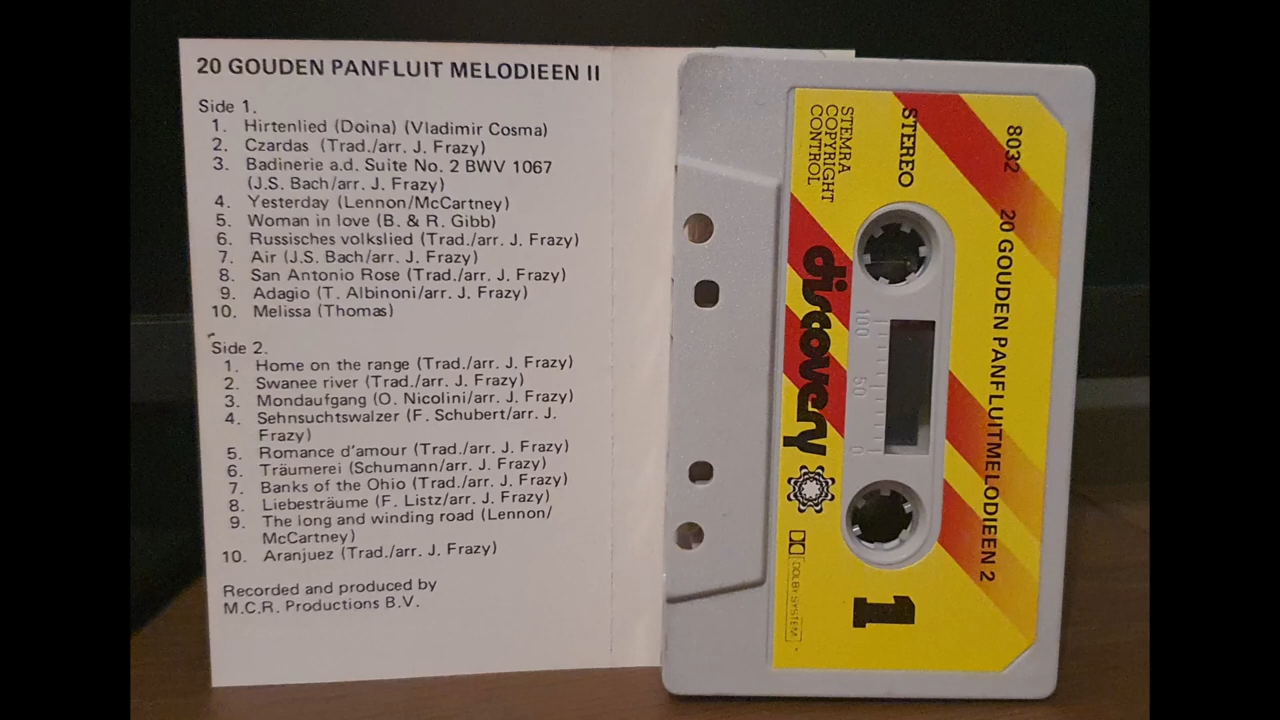 20 GOUDEN PANFLUIT MELODIEEN II
Side 1.
1. Hirtenlied (Doina) (Vladimir Cosma)
2. Czardas (Trad./arr. J. Frazy)
3. Badinerie a.d. Suite No. 2 BWV 1067
(J.S. Bach/arr. J. Frazy)
4. Yesterday (Lennon/McCartney)
5. Woman in love (B. & R. Gibb)
6. Russisches volkslied (Trad./arr. J. Frazy)
7. Air (J.S. Bach/arr. J. Frazy)
8. San Antonio Rose (Trad./arr. J. Frazy)
9. Adagio (T. Albinoni/arr. J. Frazy)
10. Melissa (Thomas)
Side 2.
1. Home on the range (Trad./arr. J. Frazy)
2. Swanee river (Trad./arr. J. Frazy)
3. Mondaufgang (O. Nicolini/arr. J. Frazy)
4. Sehnsuchtswalzer (F. Schubert/arr. J.
Frazy)
5. Romance d'amour (Trad./arr. J. Frazy)
6. Träumerei (Schumann/arr. J. Frazy)
7. Banks of the Ohio (Trad./arr. J. Frazy)
8. Liebesträume (F. Listz/arr. J. Frazy)
9. The long and winding road (Lennon/
McCartney)
10. Aranjuez (Trad./arr. J. Frazy)
Recorded and produced by
M.C.R. Productions B.V.
8032 20 GOUDEN PANFLUITMELODIEEN 2
STEREO
1
STEMRA
COPYRIGHT
CONTROL
discovery
DOLBY SYSTEM
100 50 0